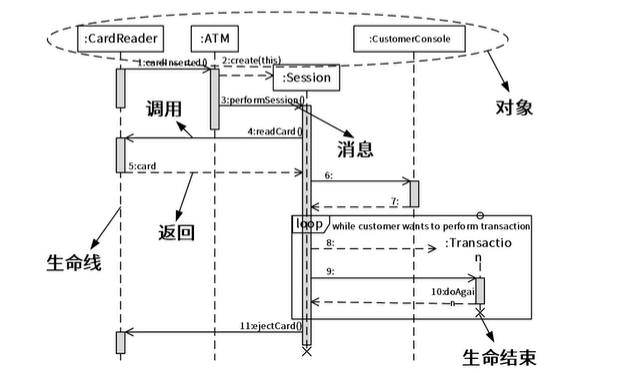 :CardReader
:ATM
:CustomerConsole
1:cardInserted()
2:create(this)
:Session
对象
3:performSession()
调用
4:readCard()
消息
5:card
6:
7:
返回
loop
while customer wants to perform transaction
生命线
8:
:Transactio
n
9:
10:doAgai
n
11:ejectCard()
生命结束